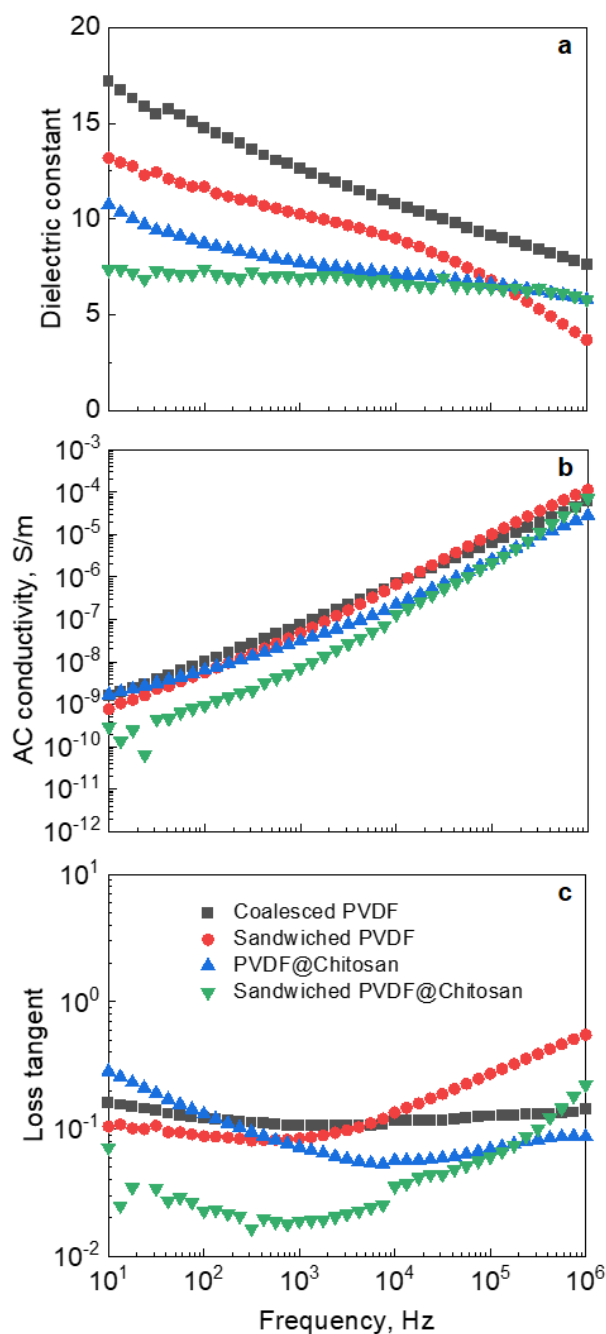 a
20
15
10
5
0
Dielectric constant
b
10⁻³
10⁻⁴
10⁻⁵
10⁻⁶
10⁻⁷
10⁻⁸
10⁻⁹
10⁻¹⁰
10⁻¹¹
10⁻¹²
AC conductivity, S/m
c
10¹
10⁰
10⁻¹
10⁻²
Loss tangent
Coalesced PVDF
Sandwiched PVDF
PVDF@Chitosan
Sandwiched PVDF@Chitosan
10¹ 10² 10³ 10⁴ 10⁵ 10⁶
Frequency, Hz